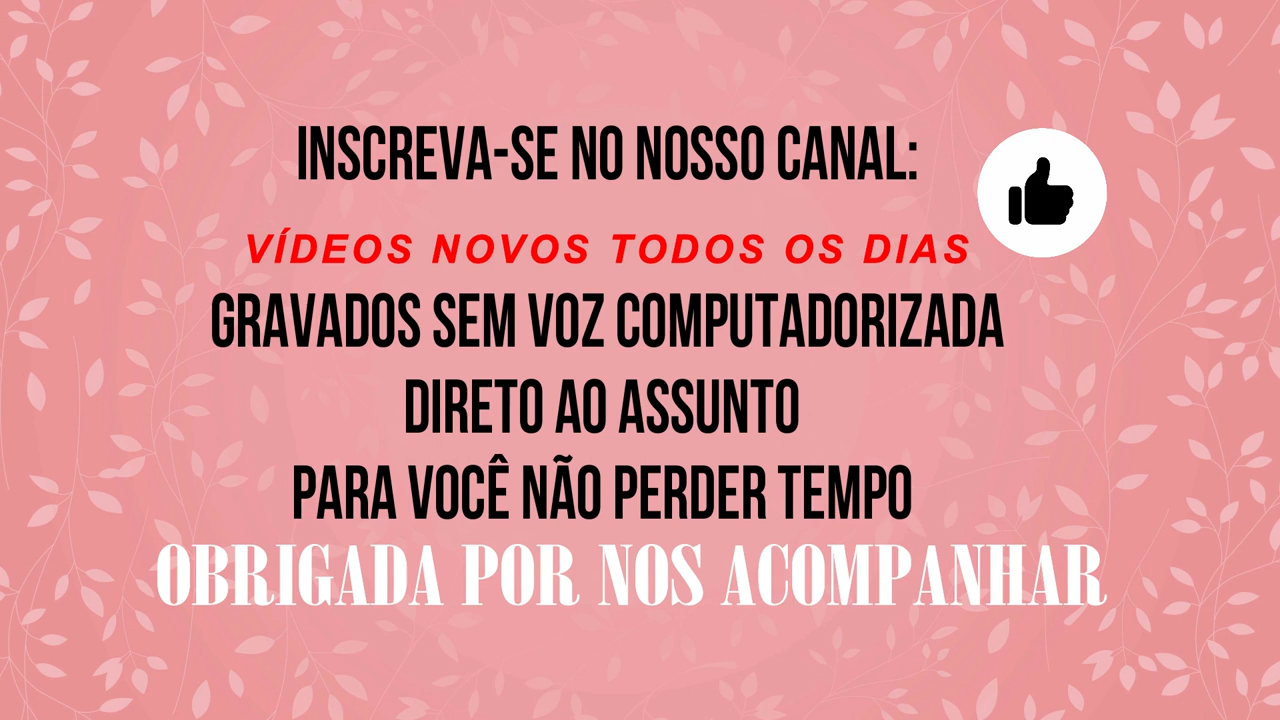 INSCREVA-SE NO NOSSO CANAL:
VÍDEOS NOVOS TODOS OS DIAS
GRAVADOS SEM VOZ COMPUTADORIZADA
DIRETO AO ASSUNTO
PARA VOCÊ NÃO PERDER TEMPO
OBRIGADA POR NOS ACOMPANHAR